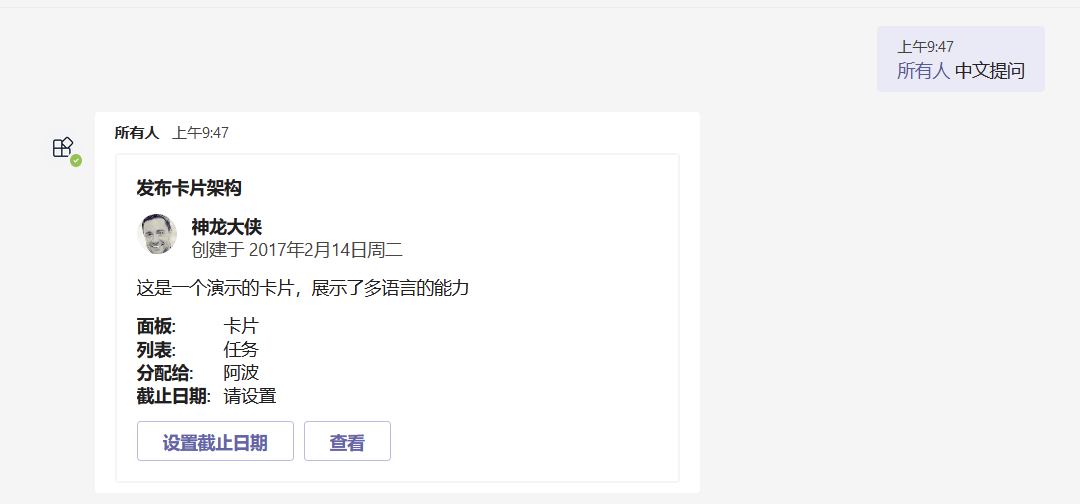 上午9:47
所有人 中文提问
所有人 上午9:47
发布卡片架构
神龙大侠
创建于 2017年2月14日周二
这是一个演示的卡片，展示了多语言的能力
面板: 卡片
列表: 任务
分配给: 阿波
截止日期: 请设置
设置截止日期 查看